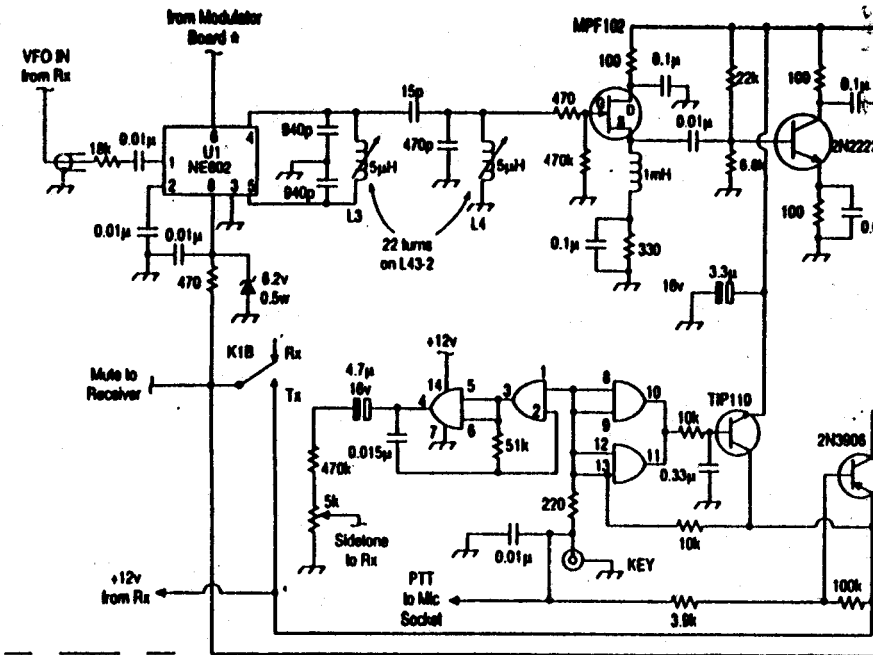 from Modulator
Board *
MPF102
VFO IN
from Rx
100
0.1µ
22k
100
0.1µ
15p
470
G
D
S
0.01µ
2N222
18k
0.01µ
6
4
U1
NE602
1
2
8
3
5
940p
940p
5µH
470p
5µH
470k
1mH
6.8k
100
L3
L4
22 turns
on L43-2
0.01µ
0.01µ
470
6.2v
0.5w
0.1µ
330
16v
3.3µ
K1B
Rx
Tx
Mute to
Receiver
+12v
4.7µ
16v
14
4
5
6
7
3
1
2
8
9
10
12
13
11
10k
TIP110
2N3906
0.015µ
51k
0.33µ
470k
5k
Sidetone
to Rx
220
10k
0.01µ
KEY
+12v
from Rx
PTT
to Mic
Socket
3.9k
100k